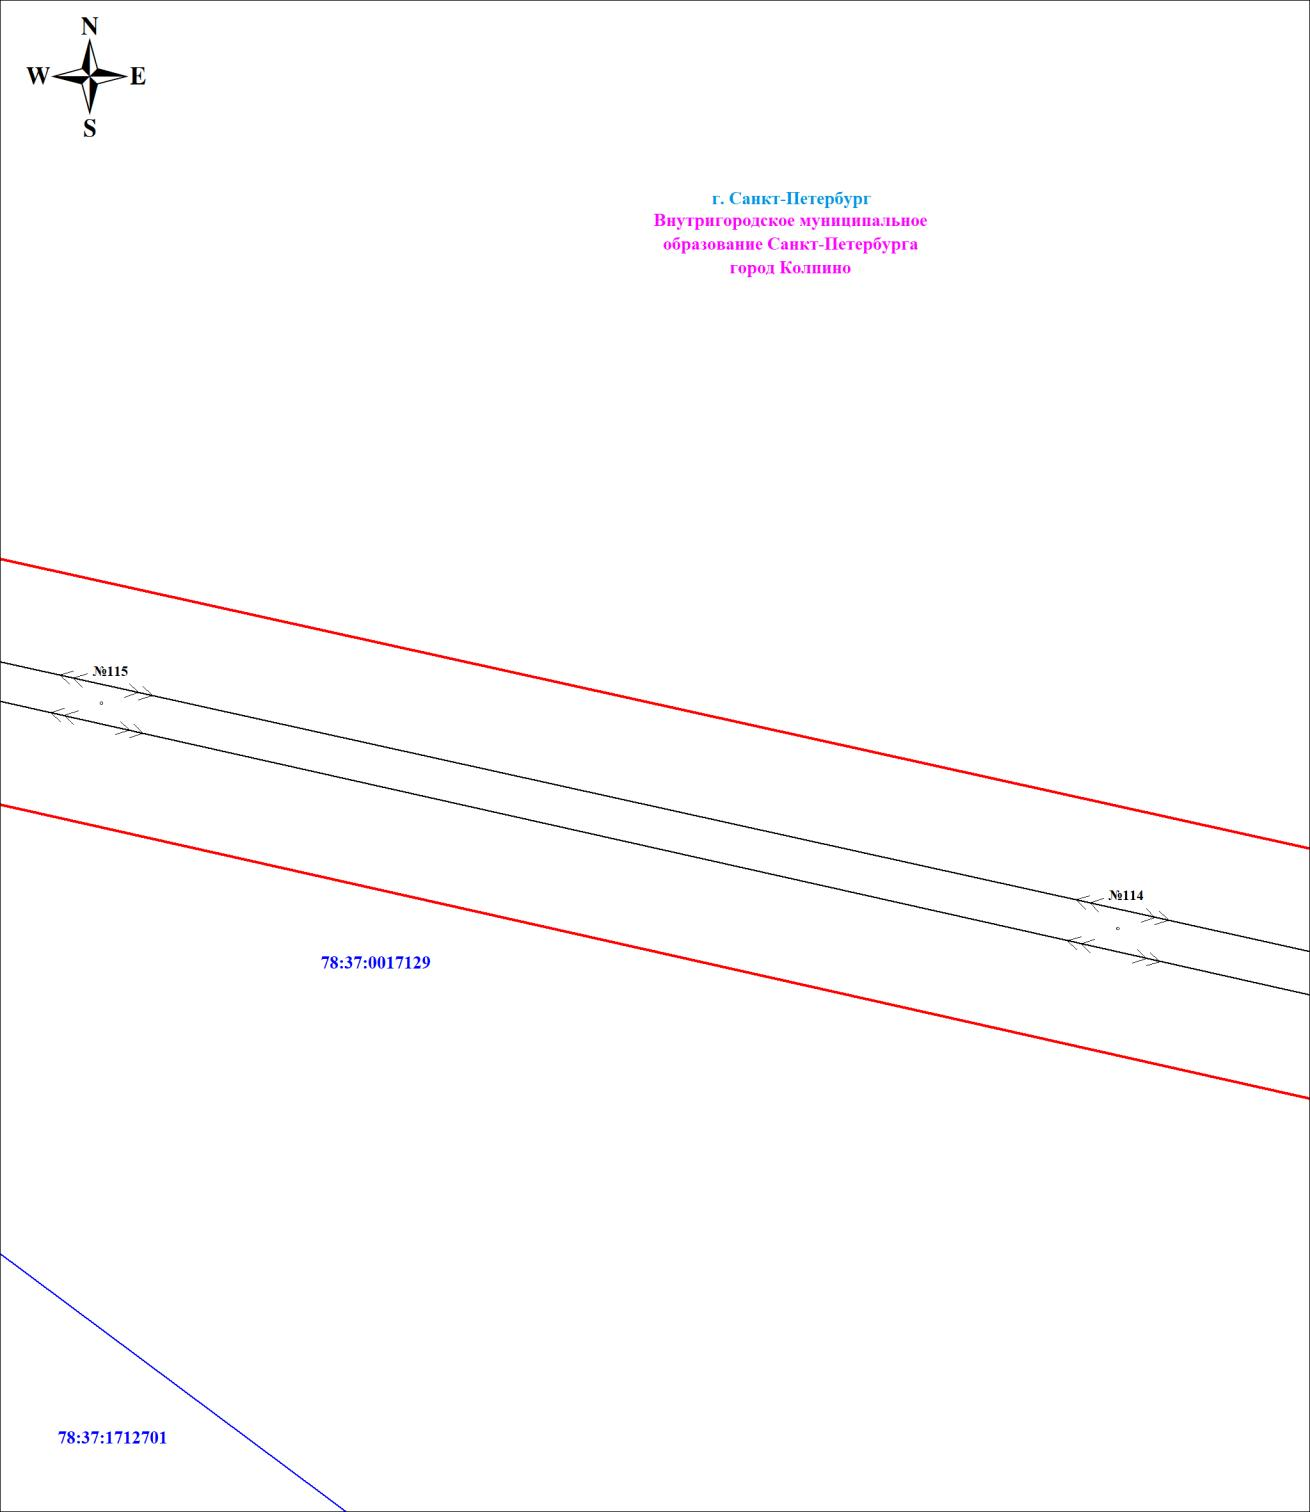 N
W E
S
г. Санкт-Петербург
Внутригородское муниципальное
образование Санкт-Петербурга
город Колпино
№115
№114
78:37:0017129
78:37:1712701